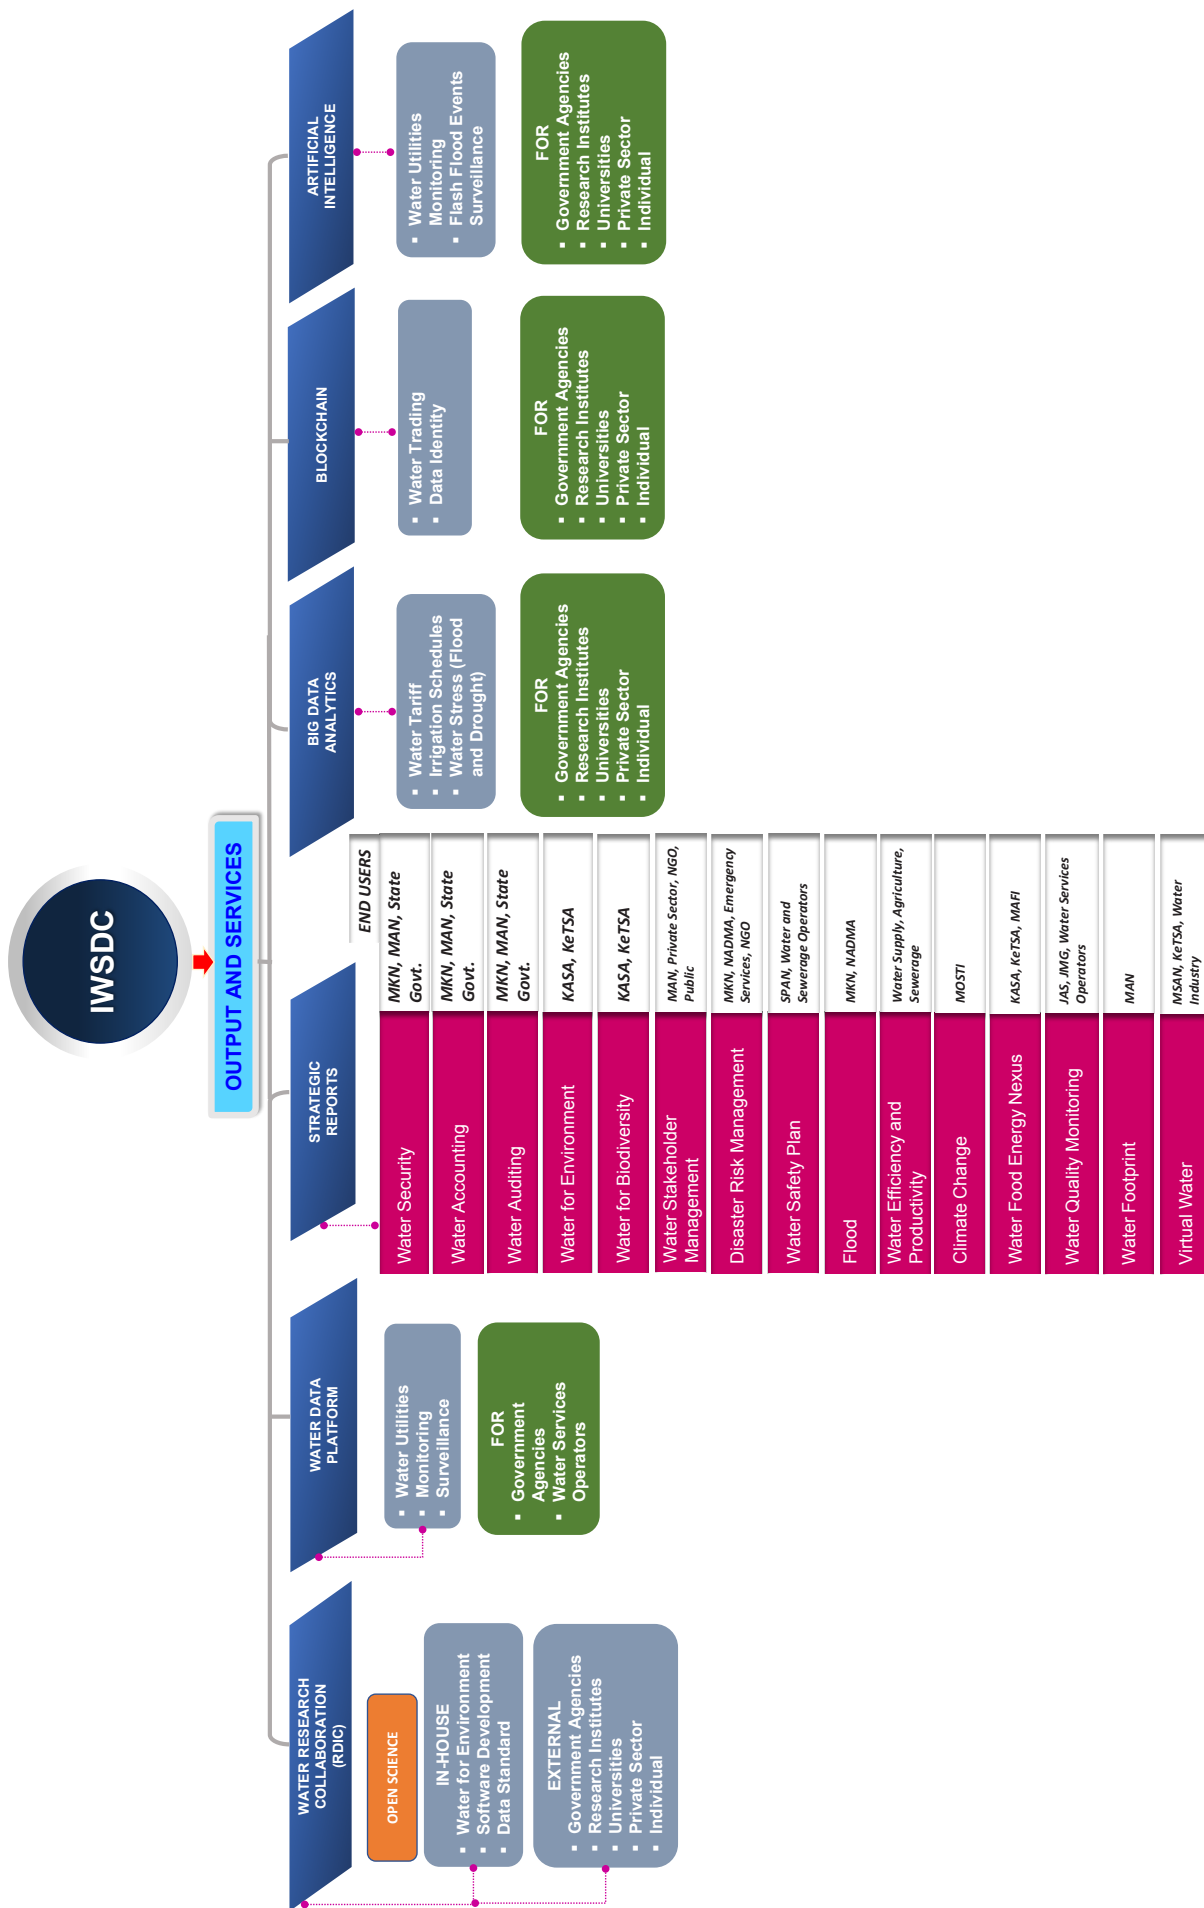 IWSDC
OUTPUT AND SERVICES
WATER RESEARCH
COLLABORATION
(RDIC)
OPEN SCIENCE
IN-HOUSE
▪ Water for Environment
▪ Software Development
▪ Data Standard
EXTERNAL
▪ Government Agencies
▪ Research Institutes
▪ Universities
▪ Private Sector
▪ Individual
WATER DATA
PLATFORM
▪ Water Utilities
▪ Monitoring
▪ Surveillance
FOR
▪ Government
Agencies
▪ Water Services
Operators
STRATEGIC
REPORTS
END USERS
Water Security
MKN, MAN, State
Govt.
Water Accounting
MKN, MAN, State
Govt.
Water Auditing
MKN, MAN, State
Govt.
Water for Environment
KASA, KeTSA
Water for Biodiversity
KASA, KeTSA
Water Stakeholder
Management
MAN, Private Sector, NGO,
Public
Disaster Risk Management
MKN, NADMA, Emergency
Services, NGO
Water Safety Plan
SPAN, Water and
Sewerage Operators
Flood
MKN, NADMA
Water Efficiency and
Productivity
Water Supply, Agriculture,
Sewerage
Climate Change
MOSTI
Water Food Energy Nexus
KASA, KeTSA, MAFI
Water Quality Monitoring
JAS, JMG, Water Services
Operators
Water Footprint
MAN
Virtual Water
MSAN, KeTSA, Water
Industry
BIG DATA
ANALYTICS
▪ Water Tariff
▪ Irrigation Schedules
▪ Water Stress (Flood
and Drought)
FOR
▪ Government Agencies
▪ Research Institutes
▪ Universities
▪ Private Sector
▪ Individual
BLOCKCHAIN
▪ Water Trading
▪ Data Identity
FOR
▪ Government Agencies
▪ Research Institutes
▪ Universities
▪ Private Sector
▪ Individual
ARTIFICIAL
INTELLIGENCE
▪ Water Utilities
Monitoring
▪ Flash Flood Events
Surveillance
FOR
▪ Government Agencies
▪ Research Institutes
▪ Universities
▪ Private Sector
▪ Individual